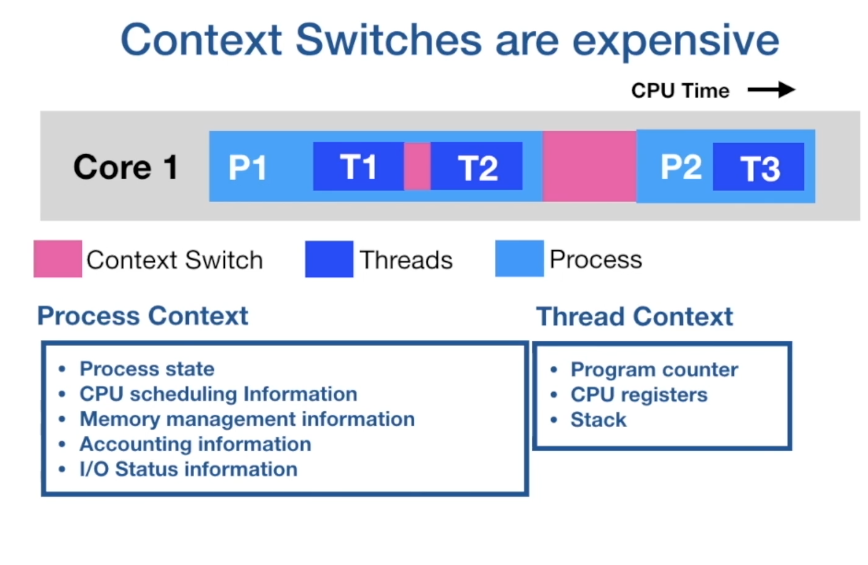 Context Switches are expensive
CPU Time
Core 1 P1 T1 T2 P2 T3
Context Switch Threads Process
Process Context
• Process state
• CPU scheduling Information
• Memory management information
• Accounting information
• I/O Status information
Thread Context
• Program counter
• CPU registers
• Stack